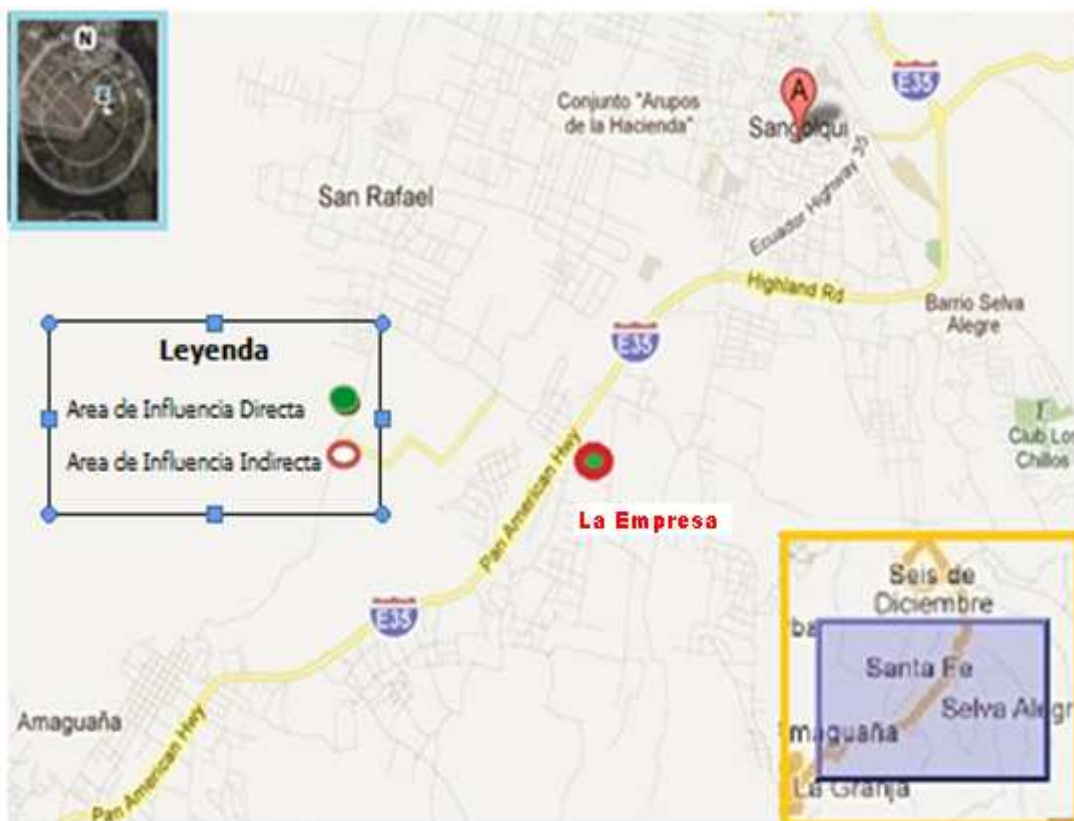 N
E
E35
A
Conjunto "Arupos
de la Hacienda"
Sangolqui
Ecuador Highway 35
San Rafael
Highland Rd
Barrio Selva
Alegre
E35
Leyenda
Area de Influencia Directa
Area de Influencia Indirecta
Club Los
Chillos
Pan American Hwy
La Empresa
E35
Seis de
Diciembre
ba
Santa Fe
Selva Alegr
maguaña
La Granja
Amaguaña
Pan American Hwy